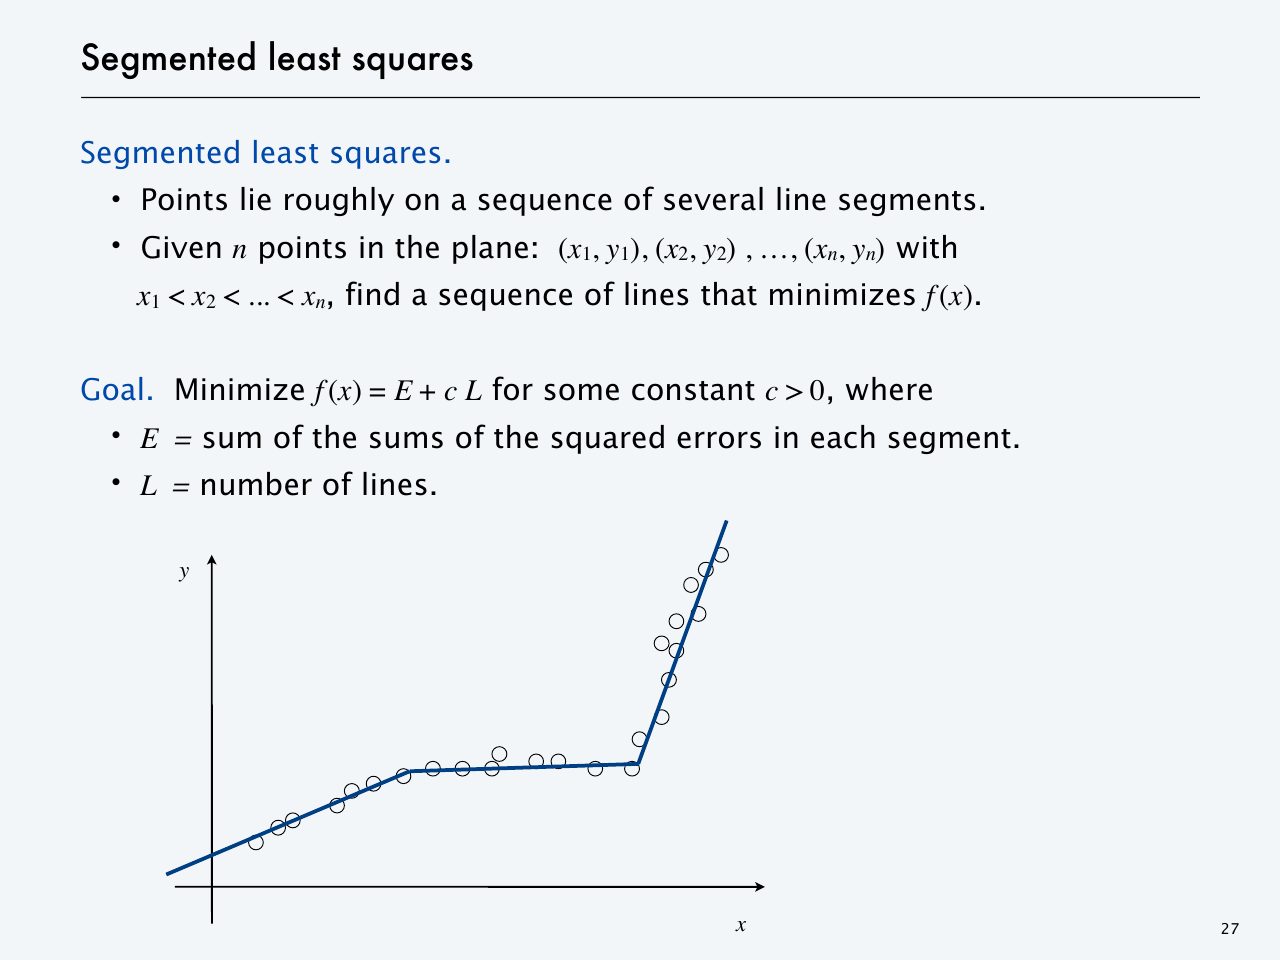 Segmented least squares
Segmented least squares.
• Points lie roughly on a sequence of several line segments.
• Given n points in the plane: (x1, y1), (x2, y2) , …, (xn, yn) with
x1 < x2 < ... < xn, find a sequence of lines that minimizes f (x).
Goal. Minimize f (x) = E + c L for some constant c > 0, where
• E = sum of the sums of the squared errors in each segment.
• L = number of lines.
y
x
27